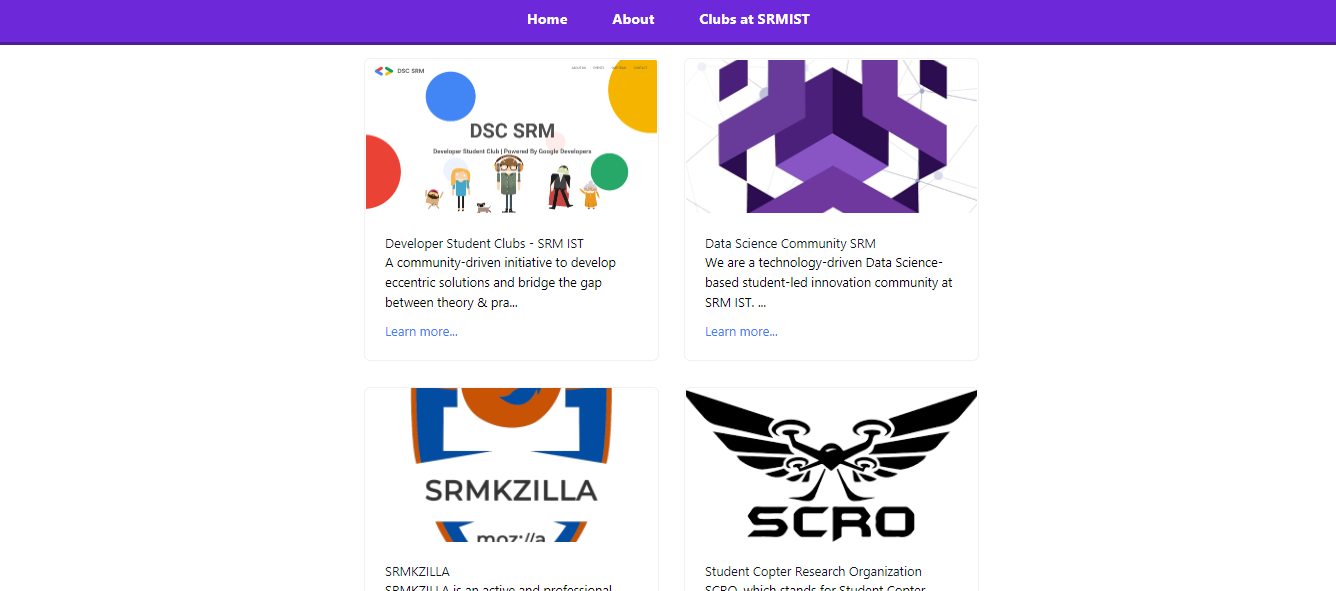 Home About Clubs at SRMIST
DSC SRM
DSC SRM
Developer Student Club | Powered By Google Developers
Developer Student Clubs - SRM IST
A community-driven initiative to develop
eccentric solutions and bridge the gap
between theory & pra...
Learn more...
Data Science Community SRM
We are a technology-driven Data Science-
based student-led innovation community at
SRM IST. ...
Learn more...
SRMKZILLA
moz://a
SRMKZILLA
SRMKZILLA is an active and professional
SCRO
Student Copter Research Organization
SCRO, which stands for Student Copter